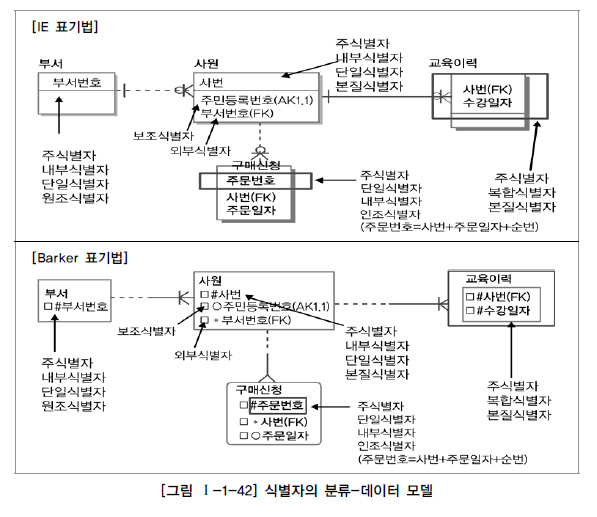 [IE 표기법]
부서
부서번호
주식별자
내부식별자
단일식별자
원조식별자
사원
사번
주민등록번호(AK1,1)
부서번호(FK)
보조식별자
외부식별자
주식별자
내부식별자
단일식별자
본질식별자
교육이력
사번(FK)
수강일자
주식별자
복합식별자
본질식별자
구매신청
주문번호
사번(FK)
주문일자
주식별자
단일식별자
내부식별자
인조식별자
(주문번호=사번+주문일자+순번)
[Barker 표기법]
부서
#부서번호
주식별자
내부식별자
단일식별자
원조식별자
사원
#사번
주민등록번호(AK1,1)
* 부서번호(FK)
보조식별자
외부식별자
주식별자
내부식별자
단일식별자
본질식별자
교육이력
#사번(FK)
#수강일자
주식별자
복합식별자
본질식별자
구매신청
#주문번호
* 사번(FK)
주문일자
주식별자
단일식별자
내부식별자
인조식별자
(주문번호=사번+주문일자+순번)
[그림 Ⅰ-1-42] 식별자의 분류-데이터 모델